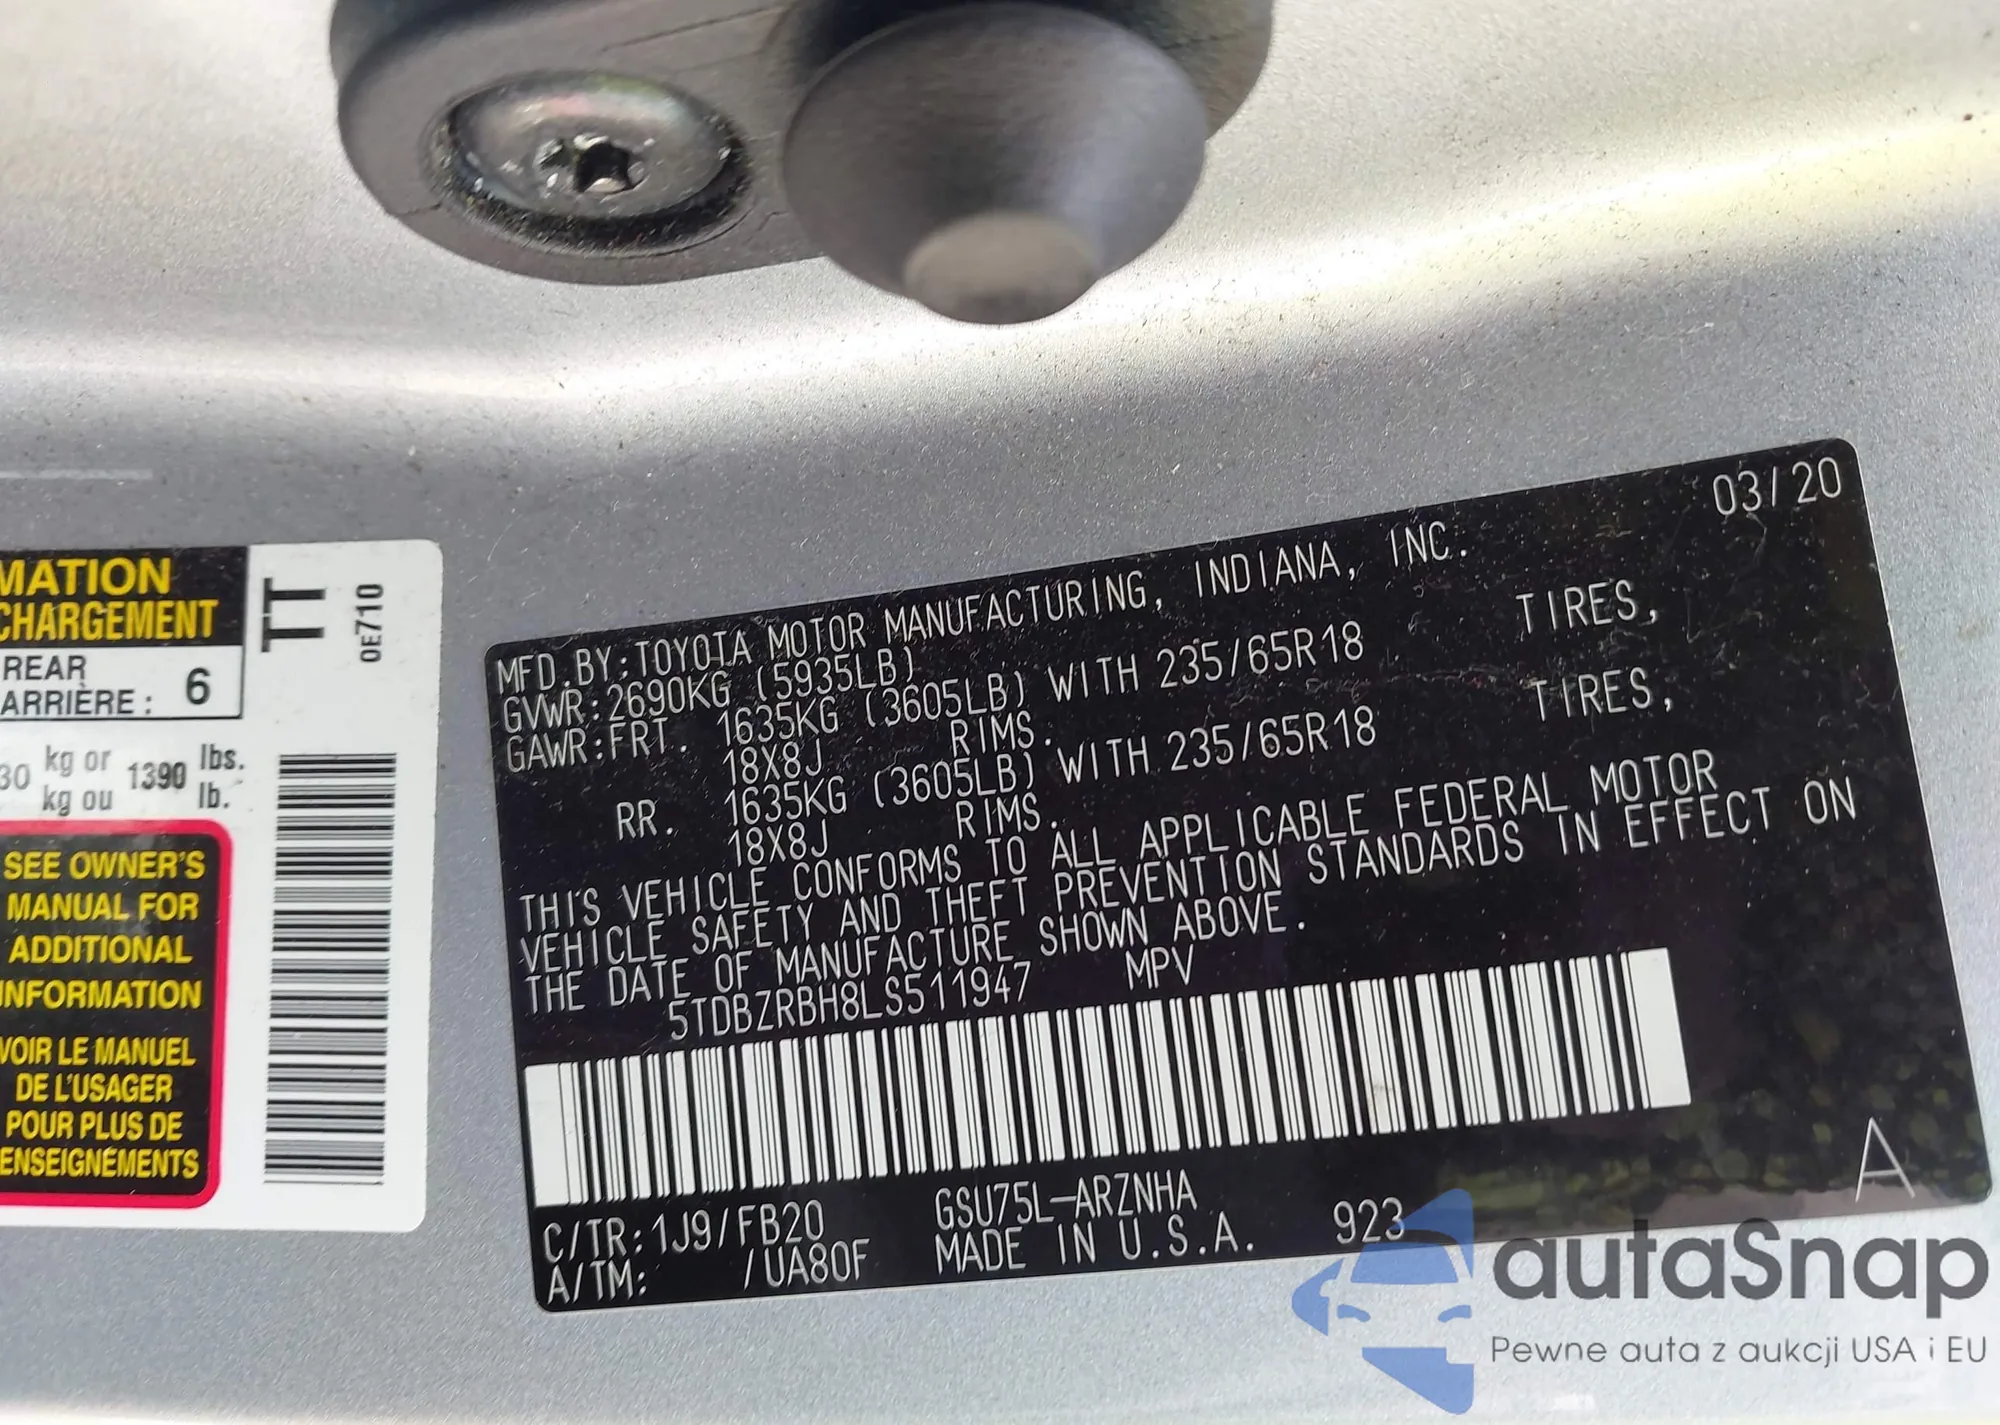 MATION
CHARGEMENT
REAR
ARRIÈRE : 6
30 kg or 1390 lbs.
kg ou lb.
SEE OWNER'S
MANUAL FOR
ADDITIONAL
INFORMATION
VOIR LE MANUEL
DE L'USAGER
POUR PLUS DE
ENSEIGNEMENTS
TT
0E710
03/20
MFD.BY:TOYOTA MOTOR MANUFACTURING, INDIANA, INC.
GVWR:2690KG (5935LB)
GAWR:FRT. 1635KG (3605LB) WITH 235/65R18 TIRES,
18X8J RIMS.
RR. 1635KG (3605LB) WITH 235/65R18 TIRES,
18X8J RIMS.
THIS VEHICLE CONFORMS TO ALL APPLICABLE FEDERAL MOTOR
VEHICLE SAFETY AND THEFT PREVENTION STANDARDS IN EFFECT ON
THE DATE OF MANUFACTURE SHOWN ABOVE.
5TDBZRBH8LS511947 MPV
C/TR:1J9/FB20 GSU75L-ARZNHA
A/TM: /UA80F MADE IN U.S.A. 923
A
autaSnap
Pewne auta z aukcji USA i EU